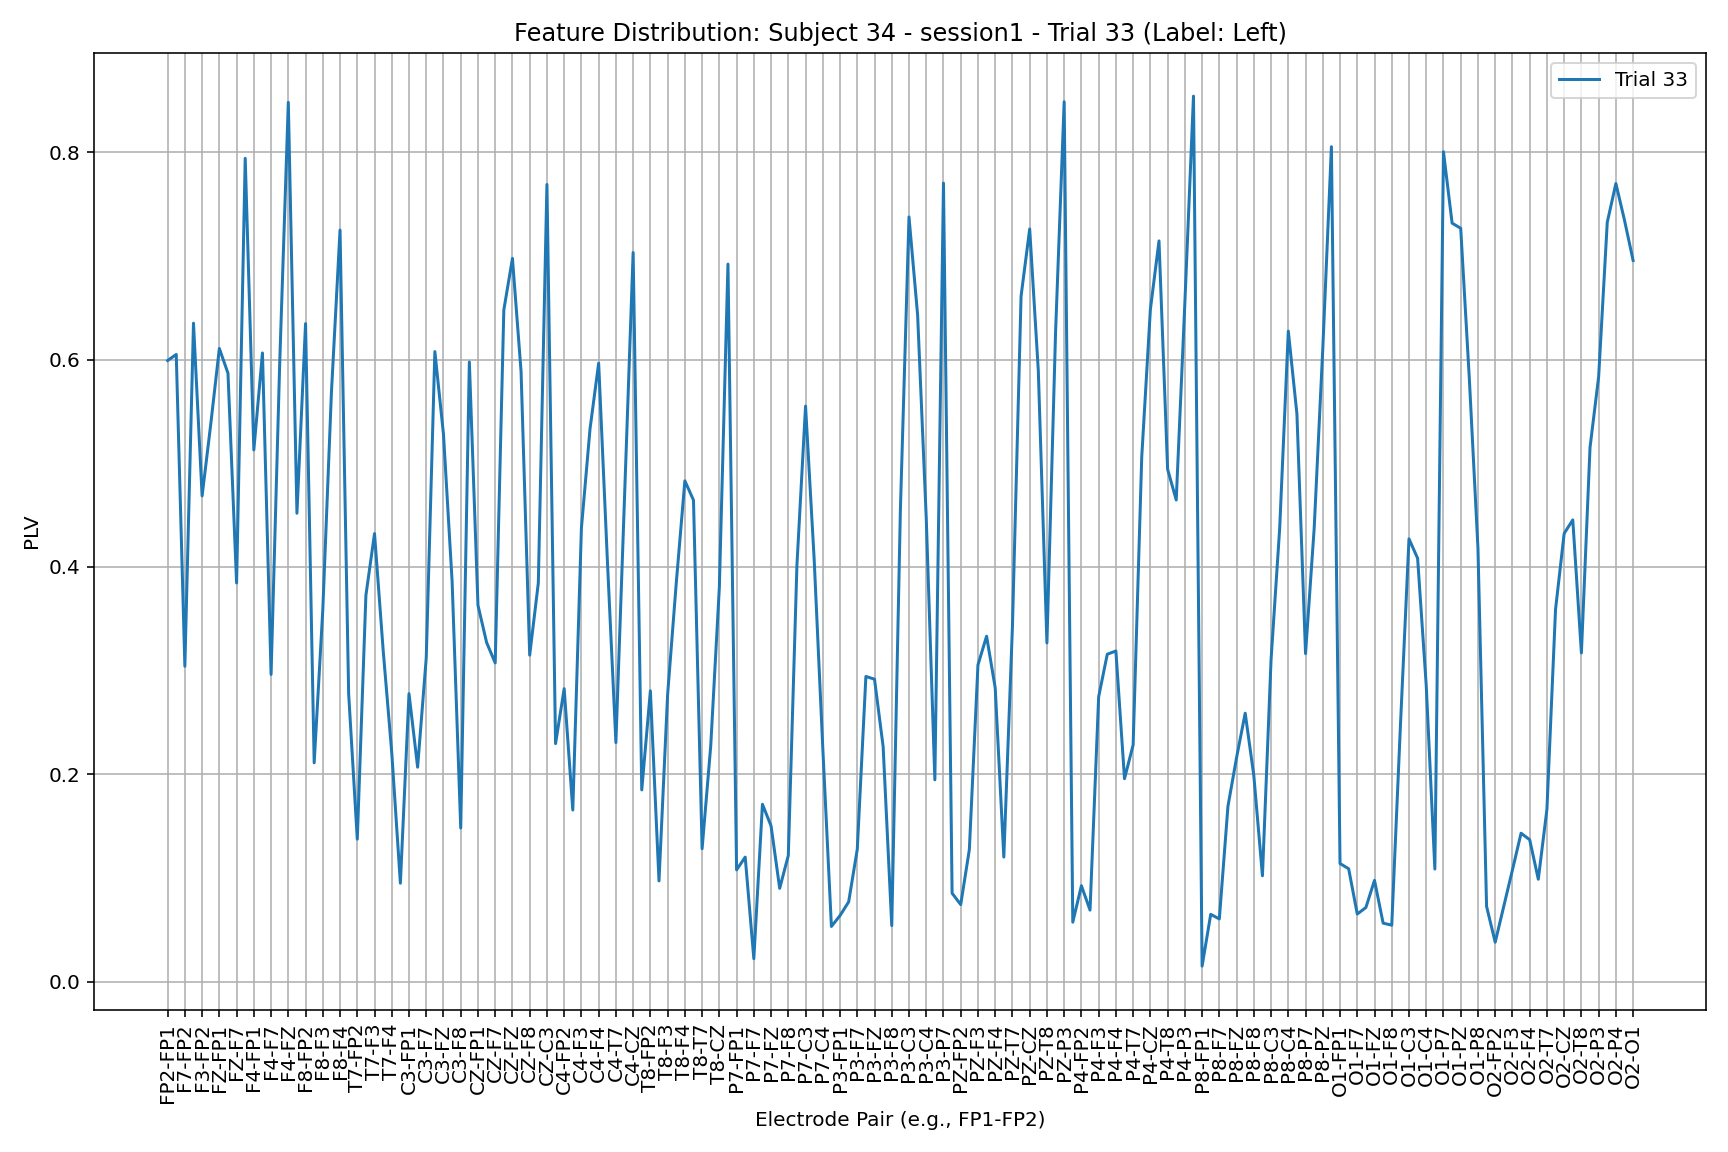 Feature Distribution: Subject 34 - session1 - Trial 33 (Label: Left)
Trial 33
PLV
0.8
0.6
0.4
0.2
0.0
FP2-FP1
F7-FP2
F3-FP2
FZ-FP1
FZ-F7
F4-FP1
F4-F7
F4-FZ
F8-FP2
F8-F3
F8-F4
T7-FP2
T7-F3
T7-F4
C3-FP1
C3-F7
C3-FZ
C3-F8
CZ-FP1
CZ-F7
CZ-FZ
CZ-F8
CZ-C3
C4-FP2
C4-F3
C4-F4
C4-T7
C4-CZ
T8-FP2
T8-F3
T8-F4
T8-T7
T8-CZ
P7-FP1
P7-F7
P7-FZ
P7-F8
P7-C3
P7-C4
P3-FP1
P3-F7
P3-FZ
P3-F8
P3-C3
P3-C4
P3-P7
PZ-FP2
PZ-F3
PZ-F4
PZ-T7
PZ-CZ
PZ-T8
PZ-P3
P4-FP2
P4-F3
P4-F4
P4-T7
P4-CZ
P4-T8
P4-P3
P8-FP1
P8-F7
P8-FZ
P8-F8
P8-C3
P8-C4
P8-P7
P8-PZ
O1-FP1
O1-F7
O1-FZ
O1-F8
O1-C3
O1-C4
O1-P7
O1-PZ
O1-P8
O2-FP2
O2-F3
O2-F4
O2-T7
O2-CZ
O2-T8
O2-P3
O2-P4
O2-O1
Electrode Pair (e.g., FP1-FP2)